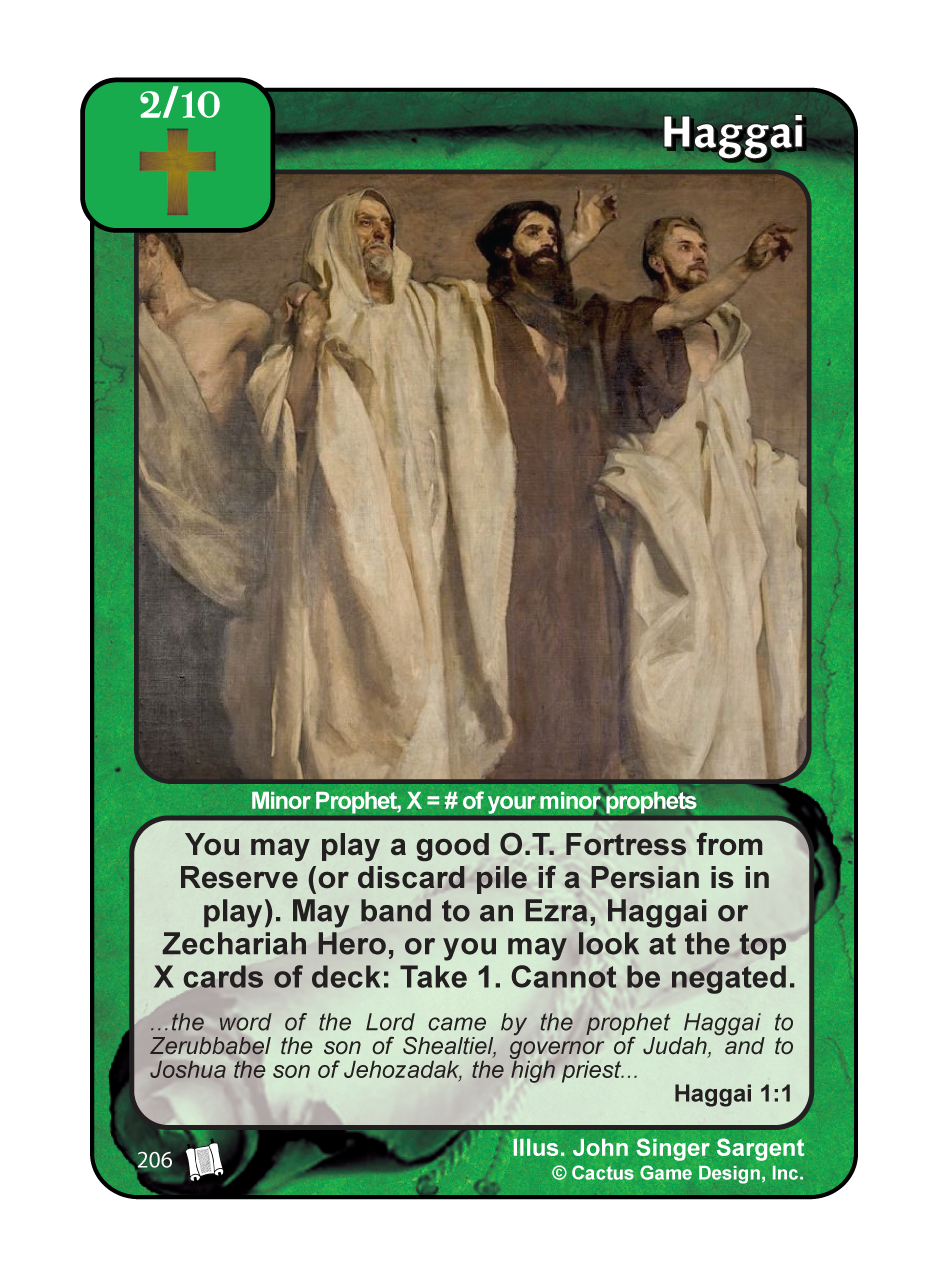 2/10
Haggai
Minor Prophet, X = # of your minor prophets
You may play a good O.T. Fortress from
Reserve (or discard pile if a Persian is in
play). May band to an Ezra, Haggai or
Zechariah Hero, or you may look at the top
X cards of deck: Take 1. Cannot be negated.
...the word of the Lord came by the prophet Haggai to
Zerubbabel the son of Shealtiel, governor of Judah, and to
Joshua the son of Jehozadak, the high priest...
Haggai 1:1
206
Illus. John Singer Sargent
© Cactus Game Design, Inc.